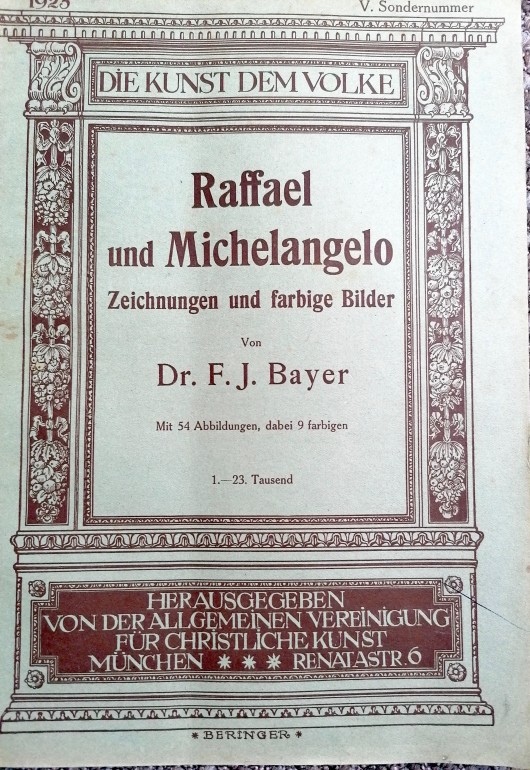 V. Sondernummer
DIE KUNST DEM VOLKE
Raffael
und Michelangelo
Zeichnungen und farbige Bilder
Von
Dr. F. J. Bayer
Mit 54 Abbildungen, dabei 9 farbigen
1.—23. Tausend
HERAUSGEGEBEN
VON DER ALLGEMEINEN VEREINIGUNG
FÜR CHRISTLICHE KUNST
MÜNCHEN * * * RENATASTR. 6
* BERINGER *